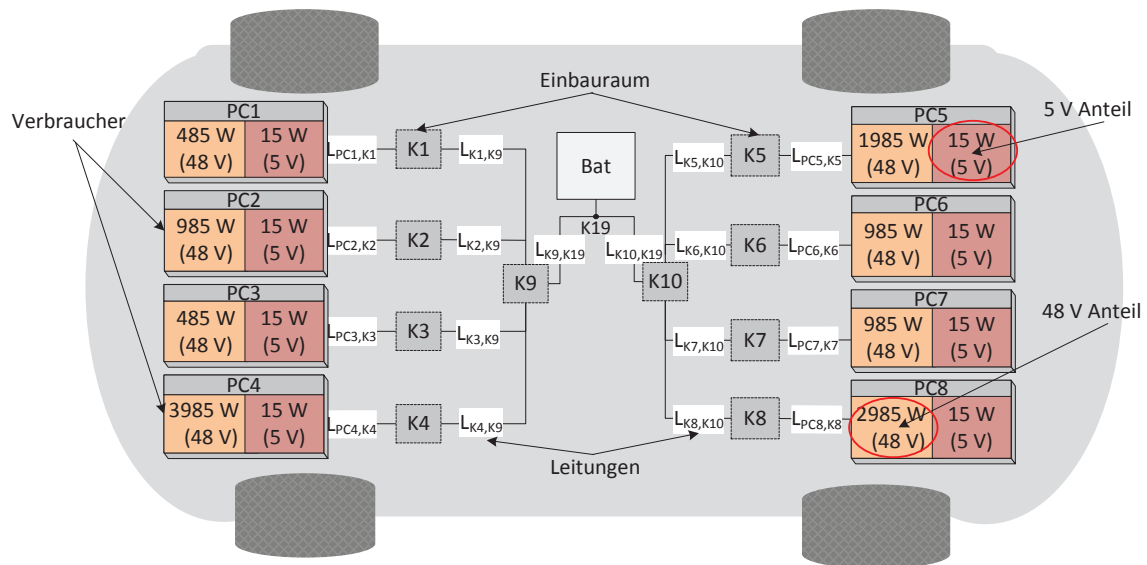 Einbauraum
Verbraucher
5 V Anteil
48 V Anteil
Leitungen
PC1
485 W 15 W
(48 V) (5 V)
L_PC1,K1 K1 L_K1,K9
PC2
985 W 15 W
(48 V) (5 V)
L_PC2,K2 K2 L_K2,K9
PC3
485 W 15 W
(48 V) (5 V)
L_PC3,K3 K3 L_K3,K9
PC4
3985 W 15 W
(48 V) (5 V)
L_PC4,K4 K4 L_K4,K9
K9
L_K9,K19
Bat
K19
L_K10,K19
K10
PC5
1985 W 15 W
(48 V) (5 V)
L_K5,K10 K5 L_PC5,K5
PC6
985 W 15 W
(48 V) (5 V)
L_K6,K10 K6 L_PC6,K6
PC7
985 W 15 W
(48 V) (5 V)
L_K7,K10 K7 L_PC7,K7
PC8
2985 W 15 W
(48 V) (5 V)
L_K8,K10 K8 L_PC8,K8